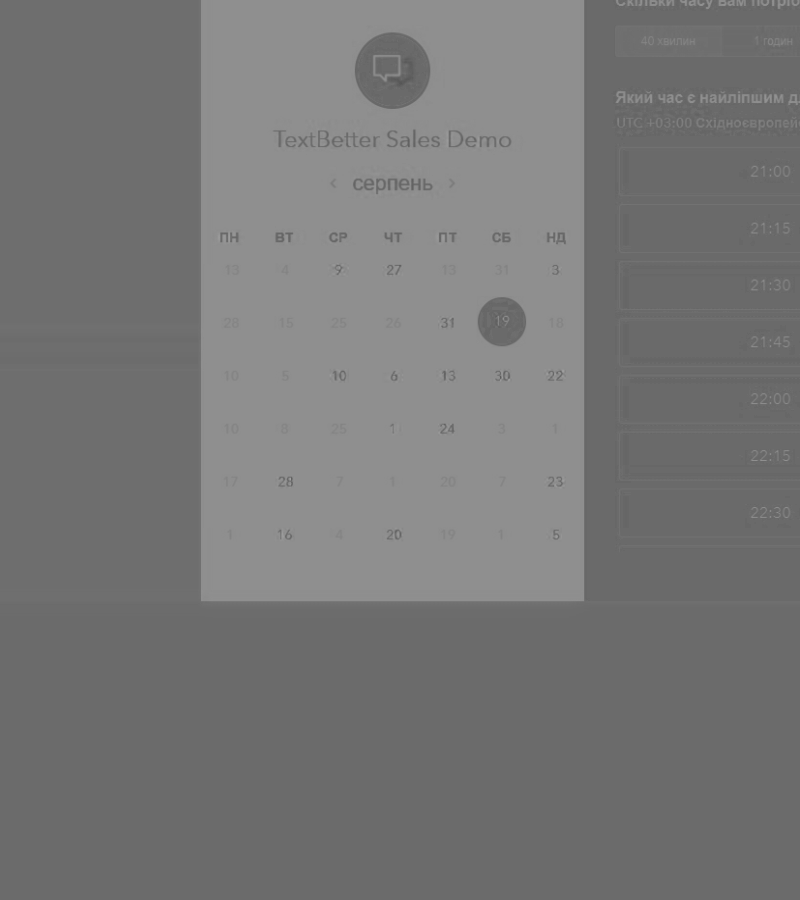 TextBetter Sales Demo
‹ серпень ›
ПН ВТ СР ЧТ ПТ СБ НД
13 4 9 27 13 31 3
28 15 25 26 31 19 18
10 5 10 6 13 30 22
10 8 25 1 24 3 1
17 28 7 1 20 7 23
1 16 4 20 19 1 5
Скільки часу вам потріб
40 хвилин 1 годин
Який час є найліпшим д
UTC +03:00 Східноєвропей
21:00
21:15
21:30
21:45
22:00
22:15
22:30